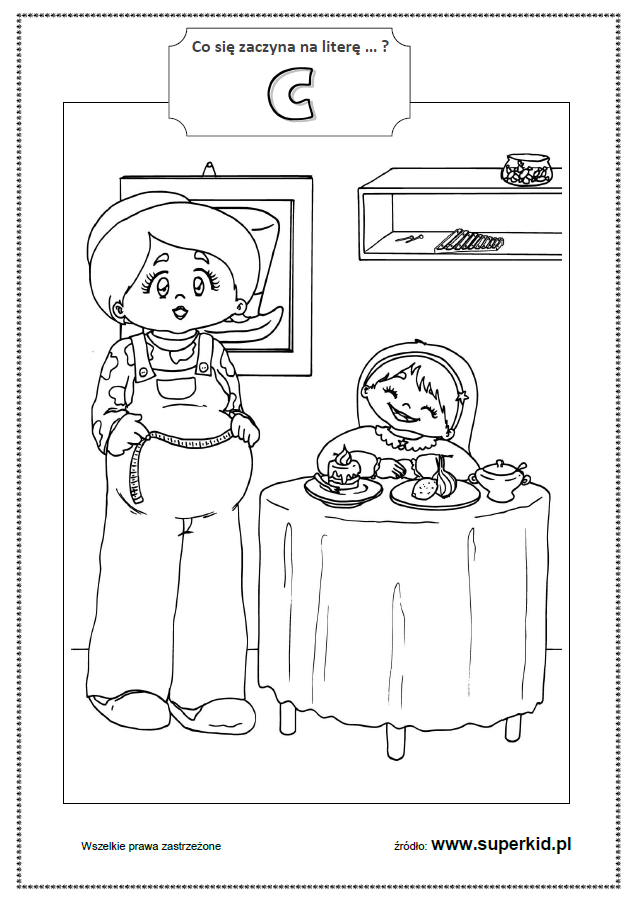 Co się zaczyna na literę ... ?
C
Wszelkie prawa zastrzeżone
źródło: www.superkid.pl